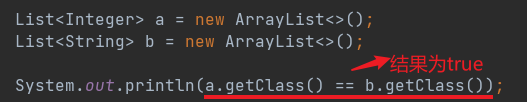 List<Integer> a = new ArrayList<>();
List<String> b = new ArrayList<>();
结果为true
System.out.println(a.getClass() == b.getClass());